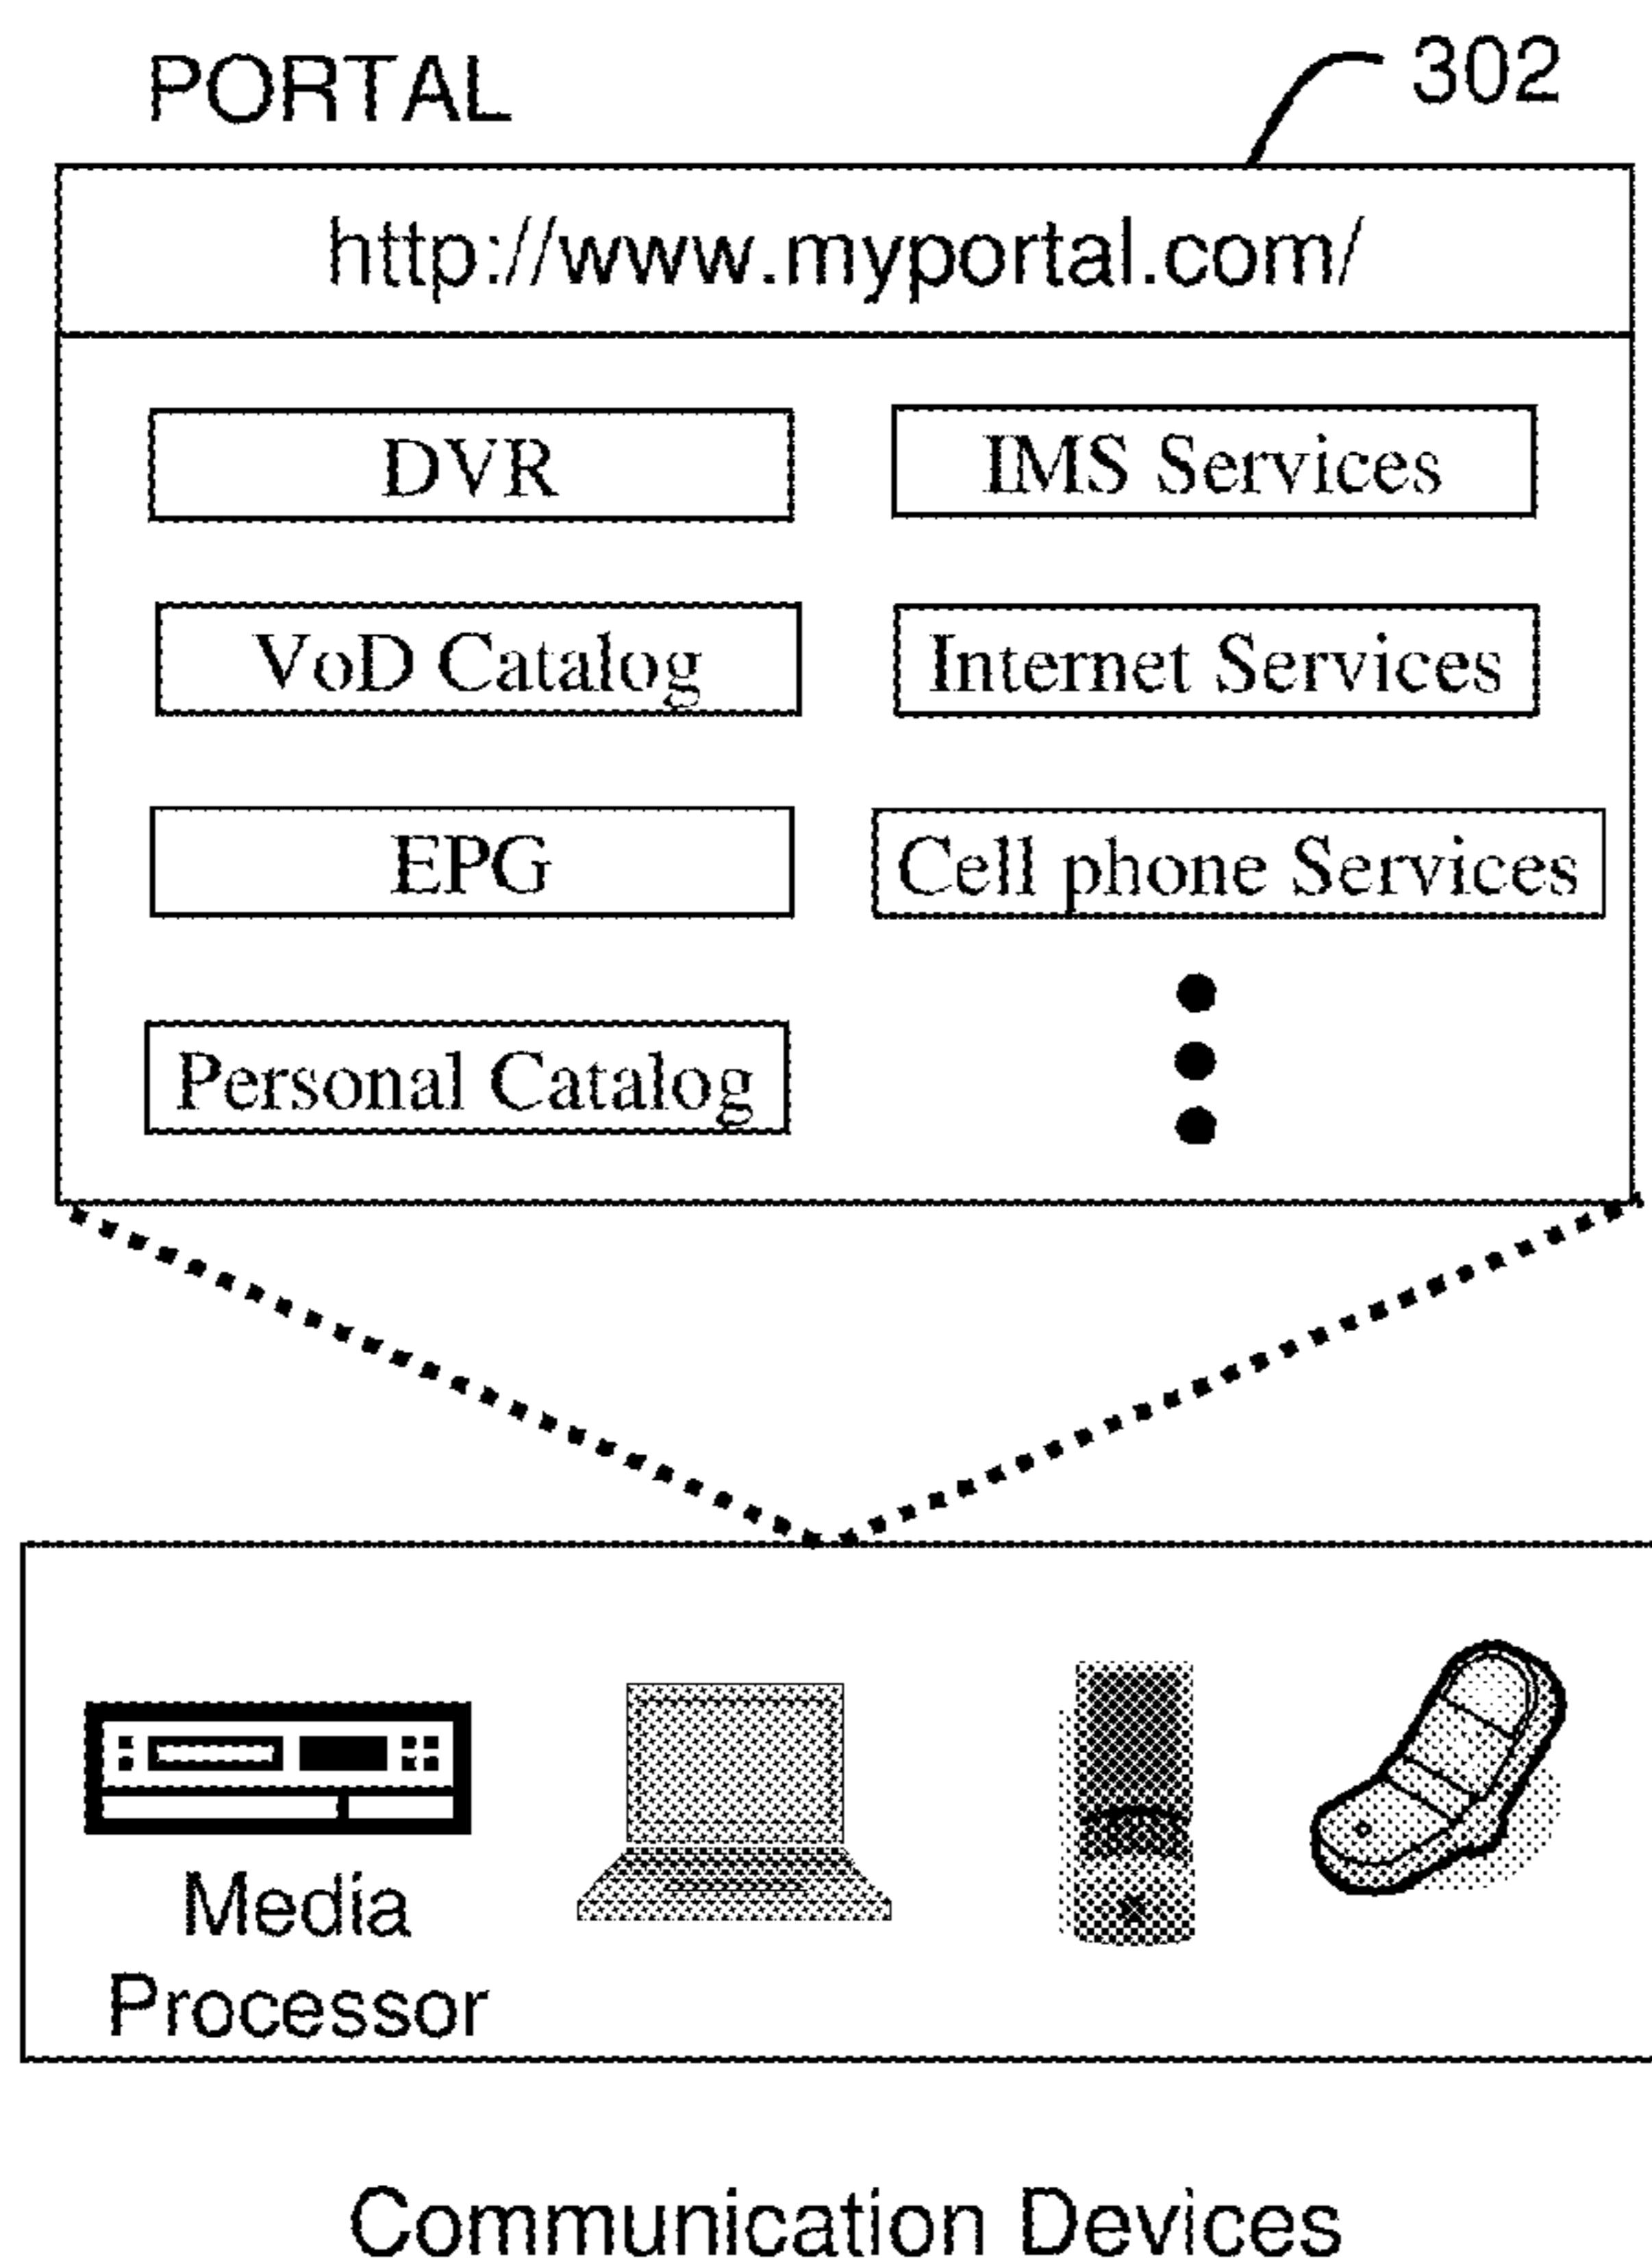 PORTAL
302
http://www.myportal.com/
DVR
IMS Services
VoD Catalog
Internet Services
EPG
Cell phone Services
Personal Catalog
Media
Processor
Communication Devices